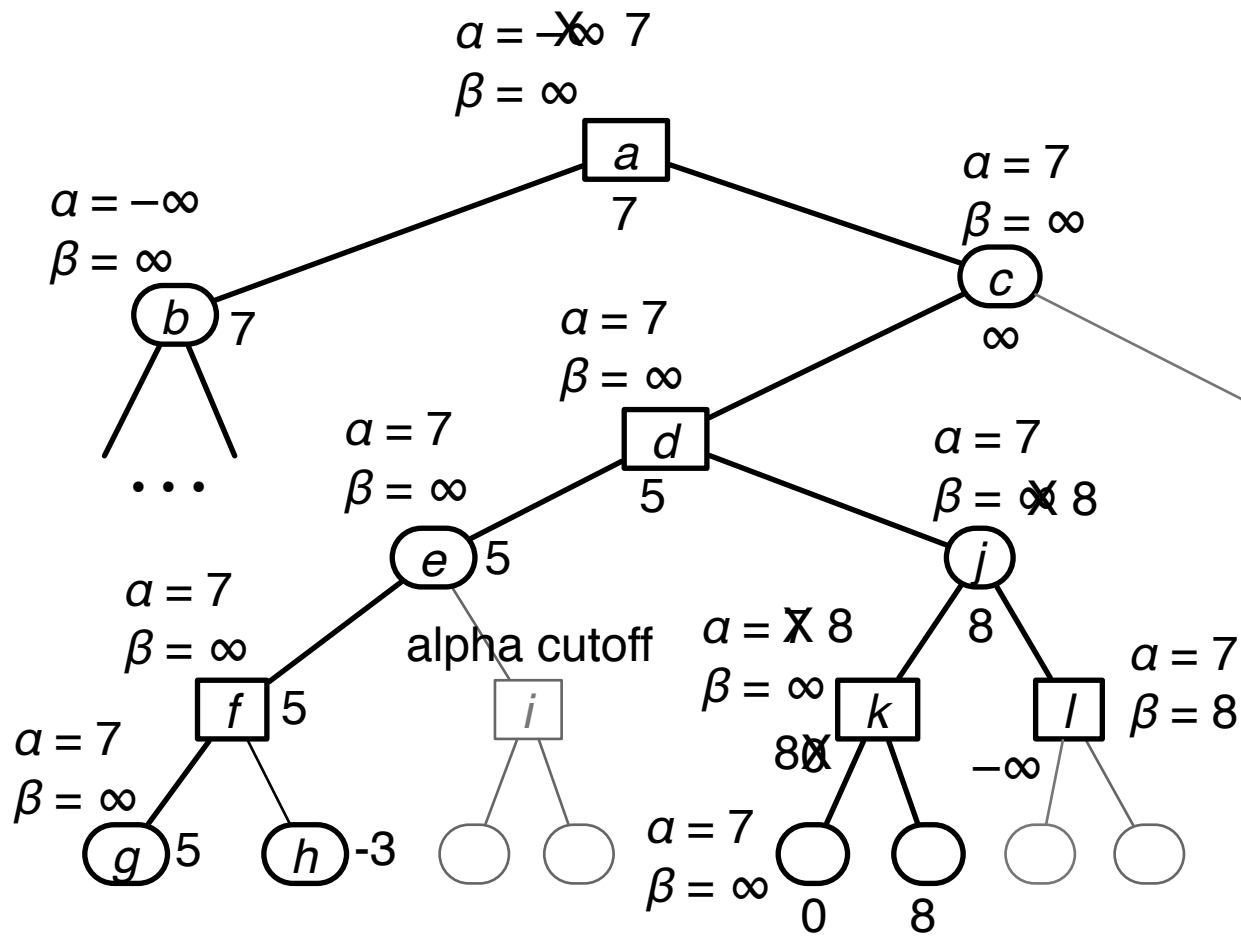 α = –∞ 7
β = ∞
a
7
α = 7
β = ∞
c
∞
α = –∞
β = ∞
b
7
...
α = 7
β = ∞
d
5
α = 7
β = ∞
e
5
α = 7
β = ∞ 8
j
8
alpha cutoff
α = 7
β = ∞
f
5
i
α = 7 8
β = ∞
k
8 0
α = 7
β = 8
l
–∞
α = 7
β = ∞
g
5
h
-3
α = 7
β = ∞
0
8